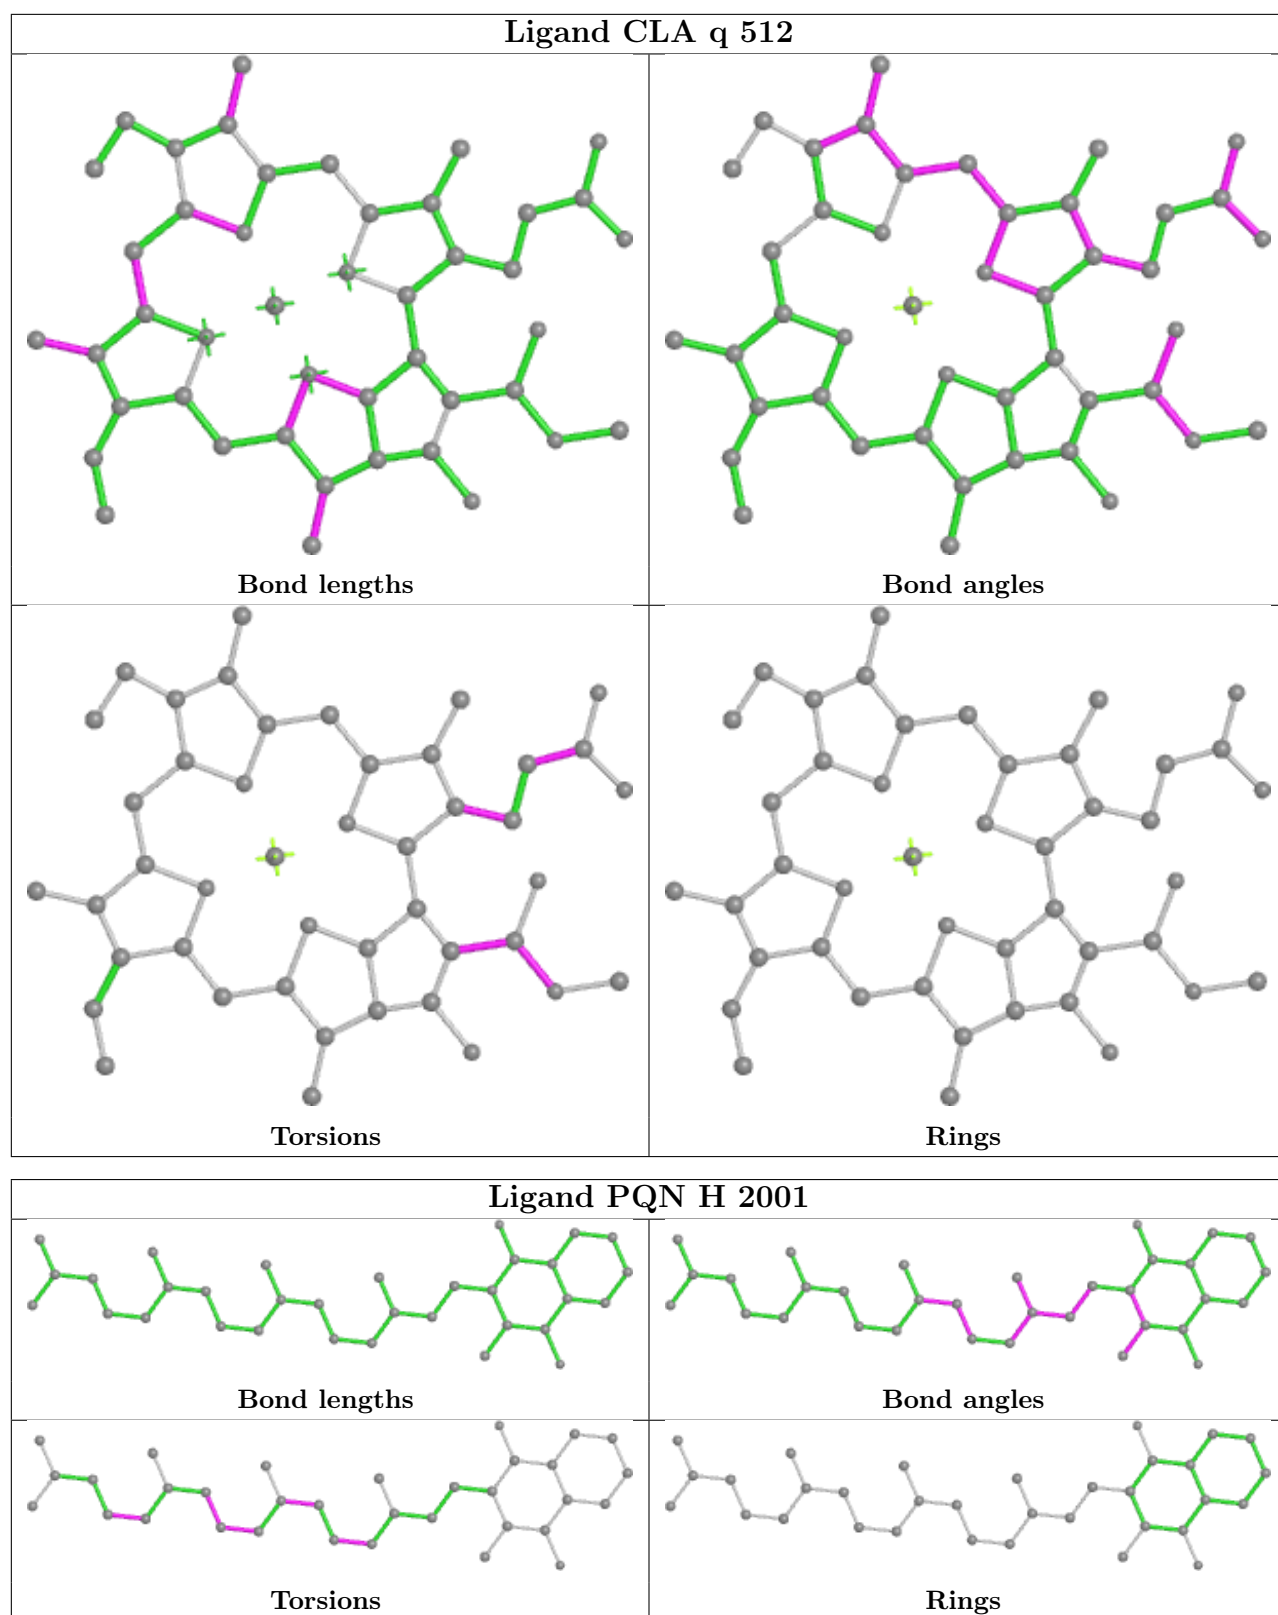 Ligand CLA q 512
Bond lengths
Bond angles
Torsions
Rings
Ligand PQN H 2001
Bond lengths
Bond angles
Torsions
Rings